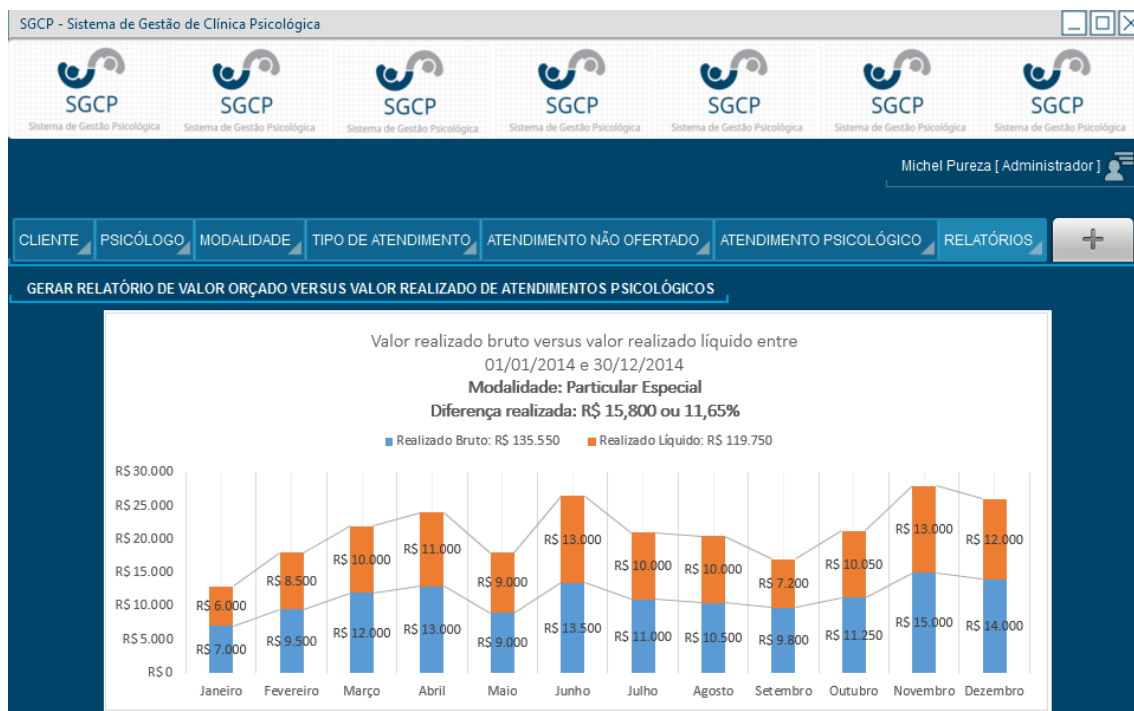 SGCP - Sistema de Gestão de Clínica Psicológica
SGCP SGCP SGCP SGCP SGCP SGCP SGCP
Sistema de Gestão Psicológica Sistema de Gestão Psicológica Sistema de Gestão Psicológica Sistema de Gestão Psicológica Sistema de Gestão Psicológica Sistema de Gestão Psicológica Sistema de Gestão Psicológica
Michel Pureza [ Administrador ]
CLIENTE PSICÓLOGO MODALIDADE TIPO DE ATENDIMENTO ATENDIMENTO NÃO OFERTADO ATENDIMENTO PSICOLÓGICO RELATÓRIOS
GERAR RELATÓRIO DE VALOR ORÇADO VERSUS VALOR REALIZADO DE ATENDIMENTOS PSICOLÓGICOS
Valor realizado bruto versus valor realizado líquido entre
01/01/2014 e 30/12/2014
Modalidade: Particular Especial
Diferença realizada: R$ 15,800 ou 11,65%
Realizado Bruto: R$ 135.550 Realizado Líquido: R$ 119.750
R$ 30.000
R$ 25.000
R$ 20.000
R$ 15.000
R$ 10.000
R$ 5.000
R$ 0
R$ 6.000 R$ 8.500 R$ 10.000 R$ 11.000 R$ 9.000 R$ 13.000 R$ 10.000 R$ 10.000 R$ 7.200 R$ 10.050 R$ 13.000 R$ 12.000
R$ 7.000 R$ 9.500 R$ 12.000 R$ 13.000 R$ 9.000 R$ 13.500 R$ 11.000 R$ 10.500 R$ 9.800 R$ 11.250 R$ 15.000 R$ 14.000
Janeiro Fevereiro Março Abril Maio Junho Julho Agosto Setembro Outubro Novembro Dezembro